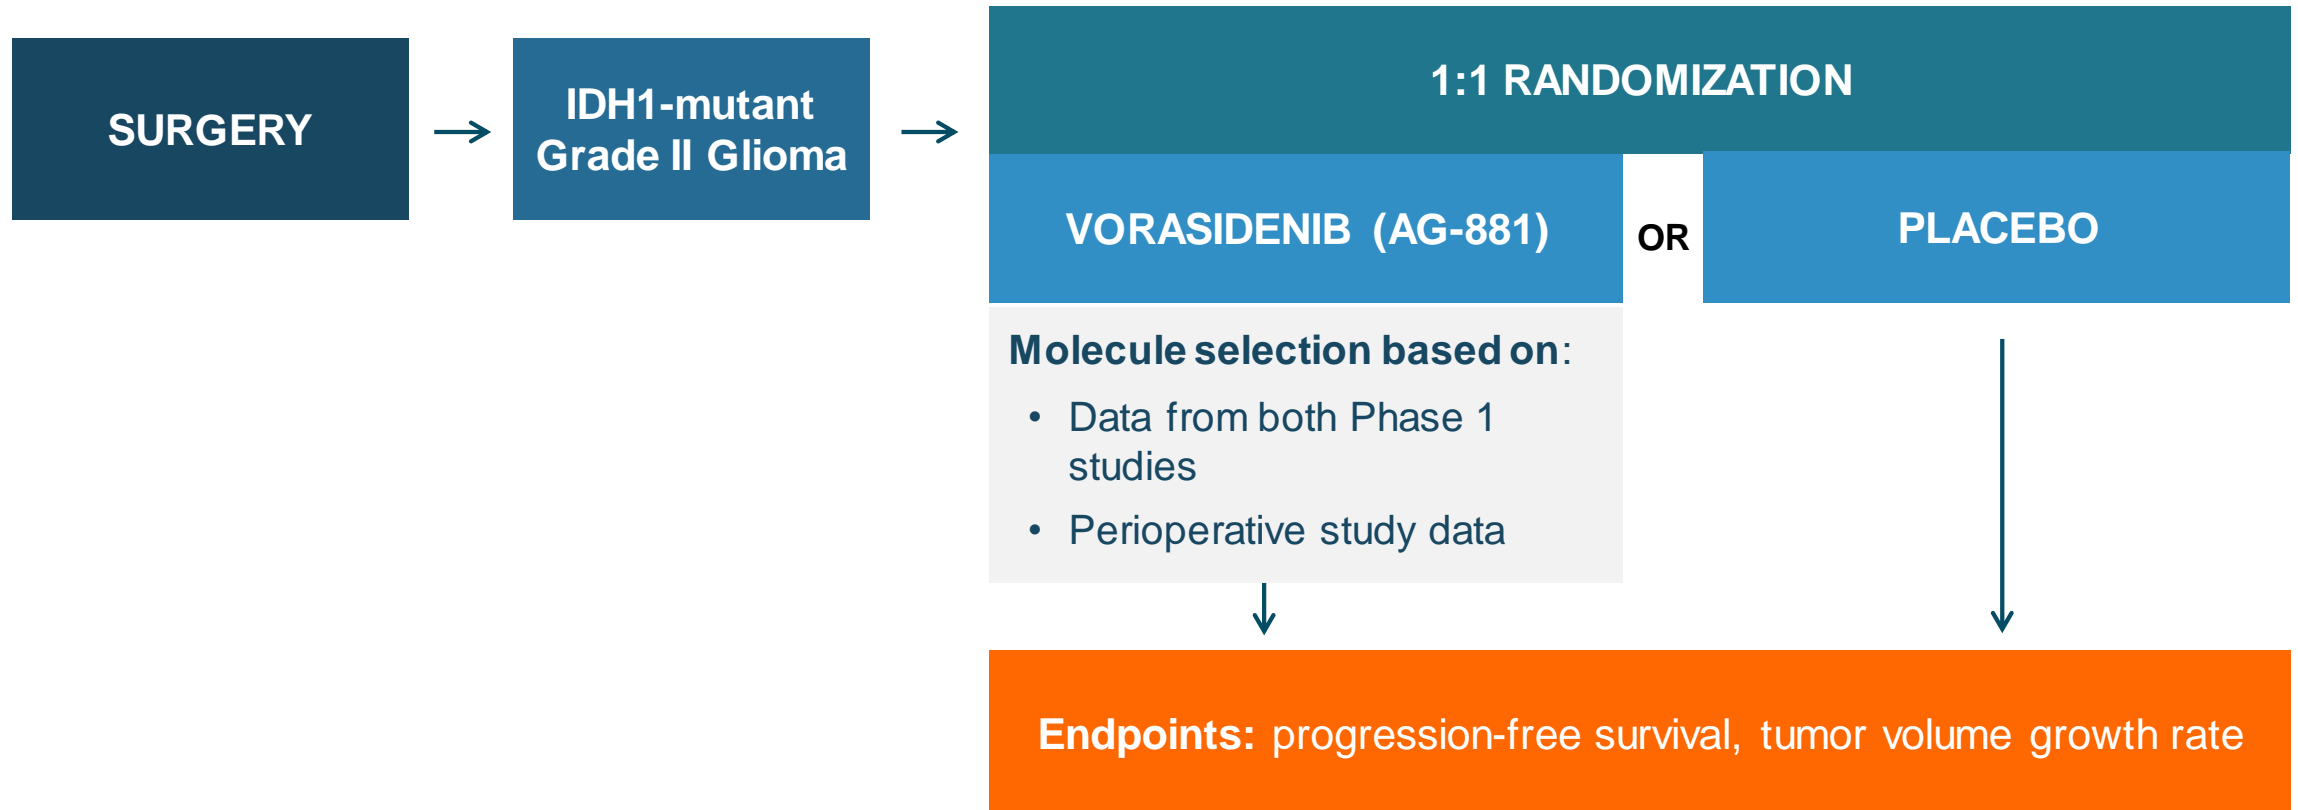 SURGERY
IDH1-mutant
Grade II Glioma
1:1 RANDOMIZATION
VORASIDENIB (AG-881)
OR
PLACEBO
Molecule selection based on:
• Data from both Phase 1
studies
• Perioperative study data
Endpoints: progression-free survival, tumor volume growth rate